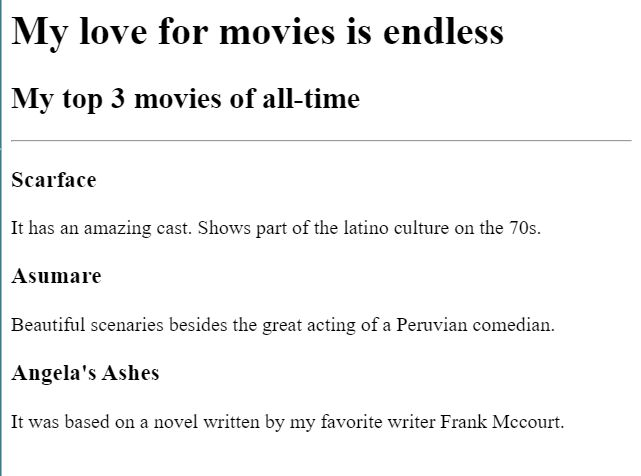 My love for movies is endless
My top 3 movies of all-time
Scarface
It has an amazing cast. Shows part of the latino culture on the 70s.
Asumare
Beautiful scenaries besides the great acting of a Peruvian comedian.
Angela's Ashes
It was based on a novel written by my favorite writer Frank Mccourt.